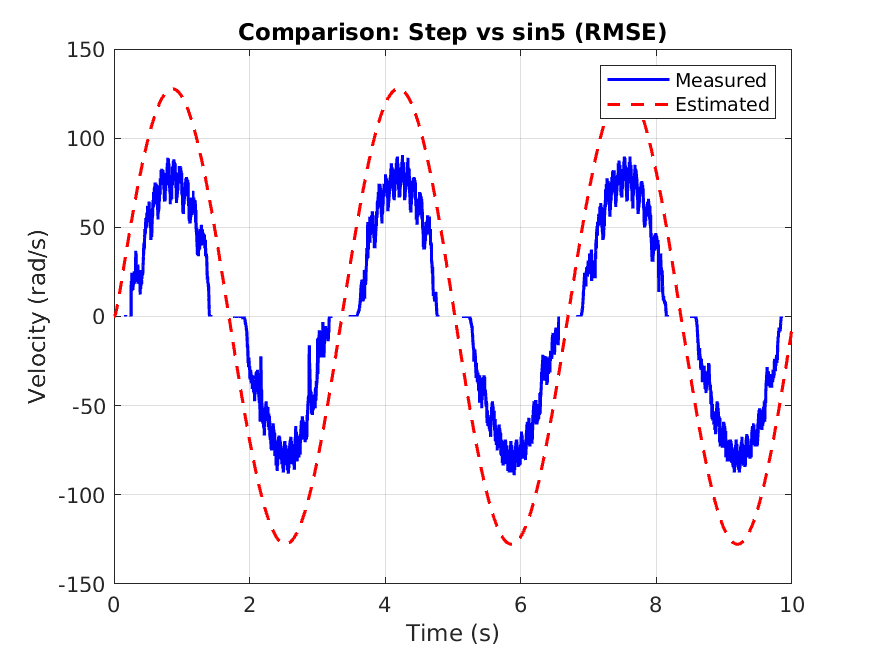 Comparison: Step vs sin5 (RMSE)
150
100
50
0
-50
-100
-150
Velocity (rad/s)
Measured
Estimated
0 2 4 6 8 10
Time (s)